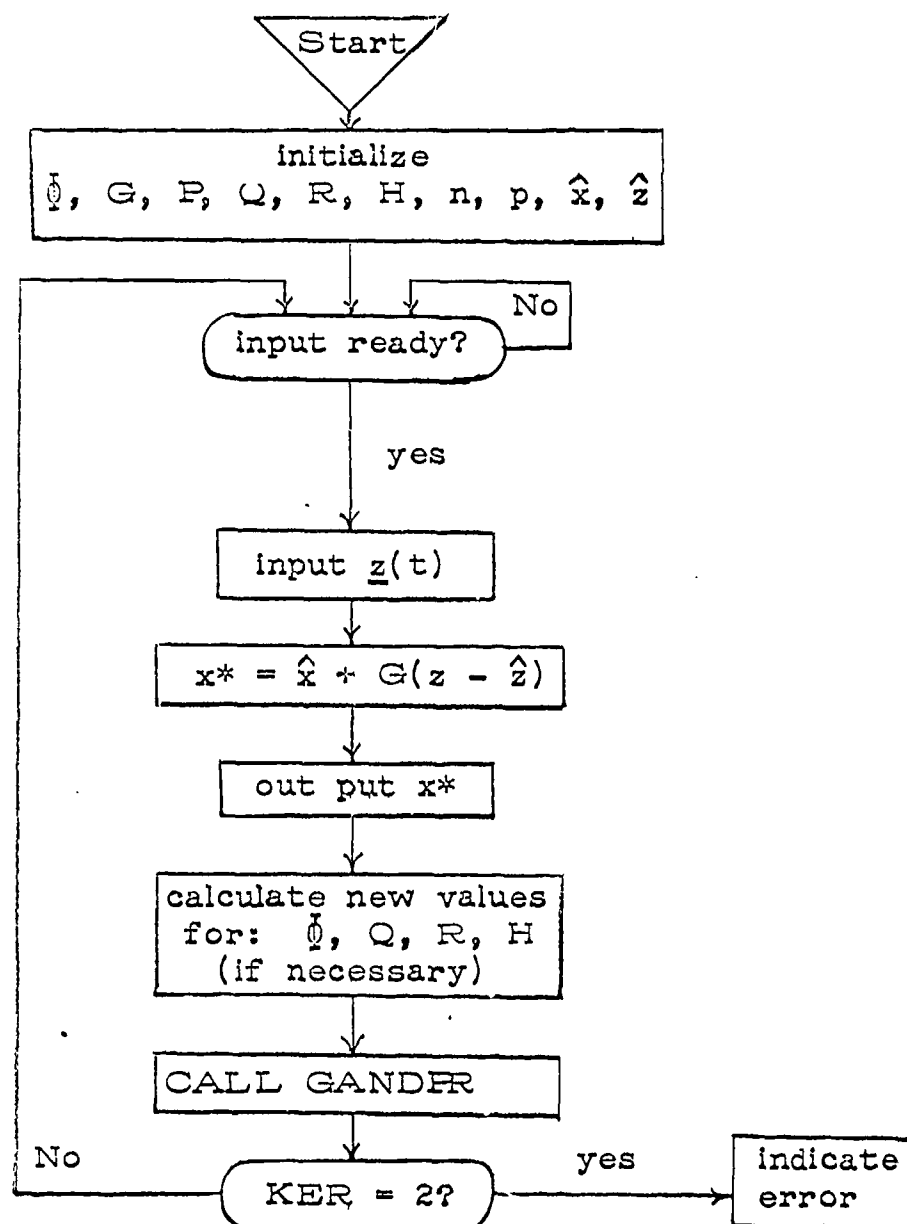 Start
initialize
Φ, G, P, Q, R, H, n, p, x̂, ẑ
No
input ready?
yes
input z̲(t)
x* = x̂ + G(z - ẑ)
out put x*
calculate new values
for: Φ, Q, R, H
(if necessary)
CALL GANDPR
No
KER = 2?
yes
indicate
error